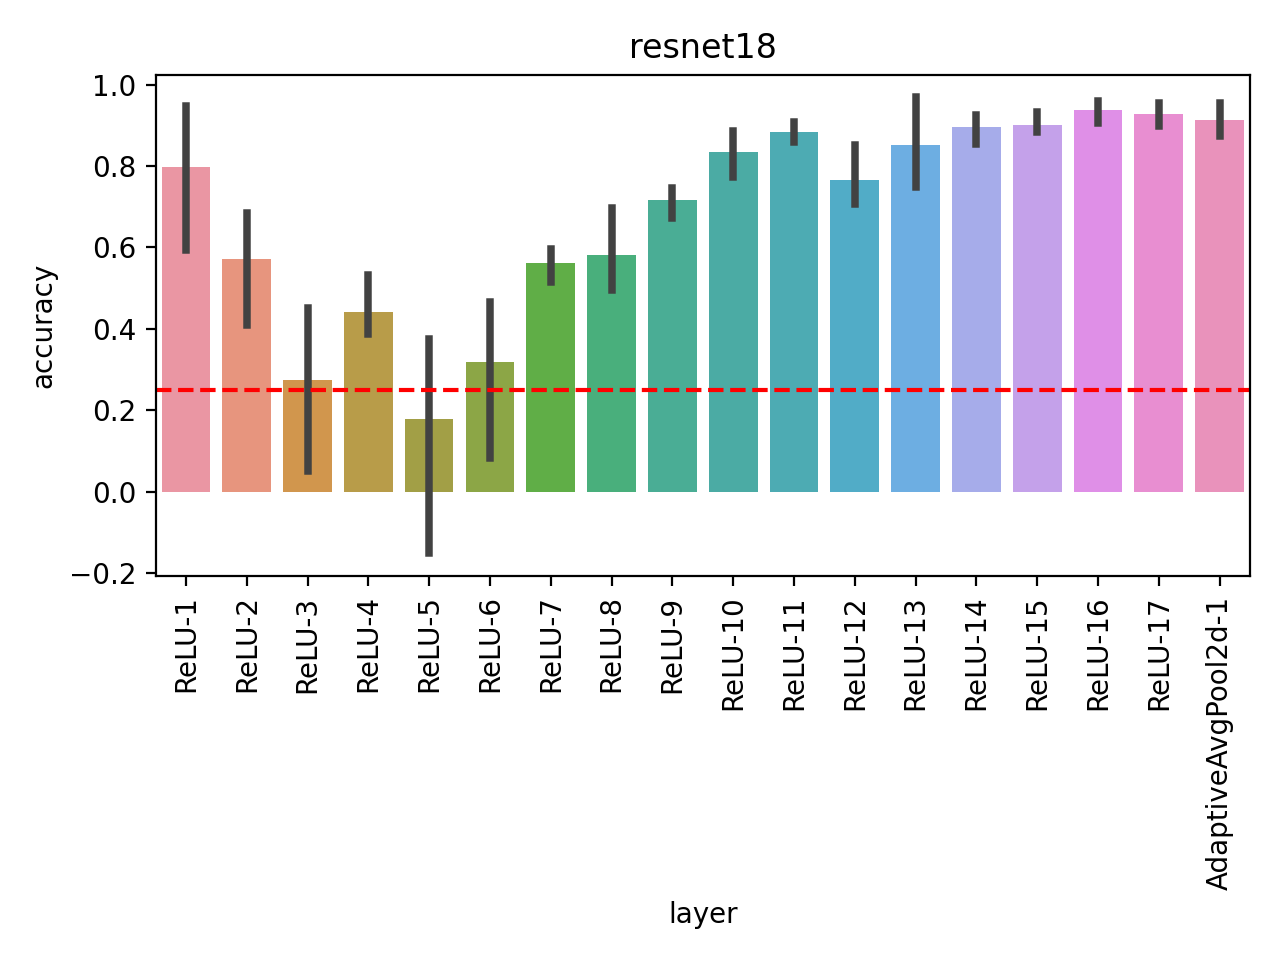 resnet18
accuracy
1.0
0.8
0.6
0.4
0.2
0.0
−0.2
ReLU-1
ReLU-2
ReLU-3
ReLU-4
ReLU-5
ReLU-6
ReLU-7
ReLU-8
ReLU-9
ReLU-10
ReLU-11
ReLU-12
ReLU-13
ReLU-14
ReLU-15
ReLU-16
ReLU-17
AdaptiveAvgPool2d-1
layer